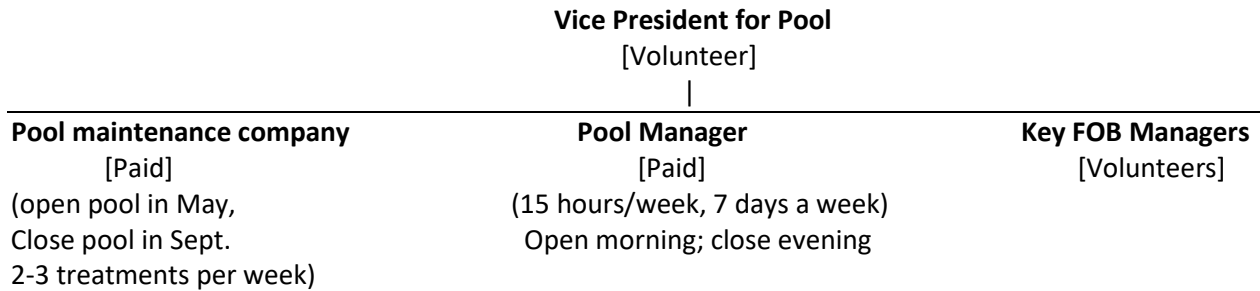 Vice President for Pool
[Volunteer]
|
Pool maintenance company Pool Manager Key FOB Managers
[Paid] [Paid] [Volunteers]
(open pool in May, (15 hours/week, 7 days a week)
Close pool in Sept. Open morning; close evening
2-3 treatments per week)